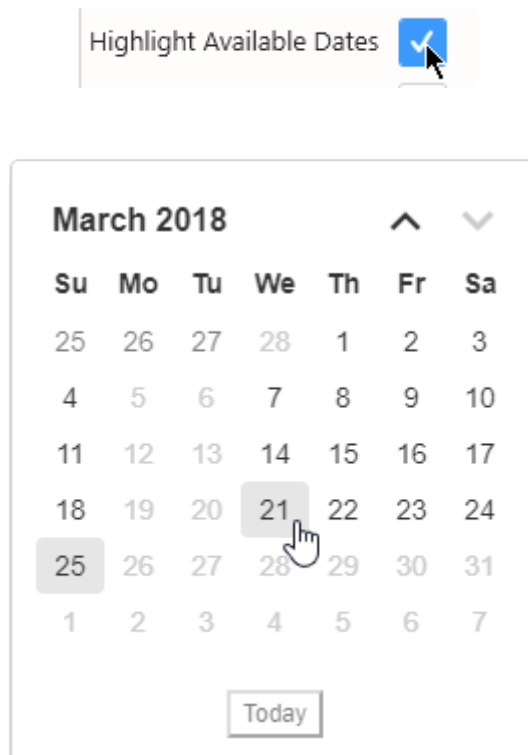 Highlight Available Dates
March 2018
Su Mo Tu We Th Fr Sa
25 26 27 28 1 2 3
4 5 6 7 8 9 10
11 12 13 14 15 16 17
18 19 20 21 22 23 24
25 26 27 28 29 30 31
1 2 3 4 5 6 7
Today